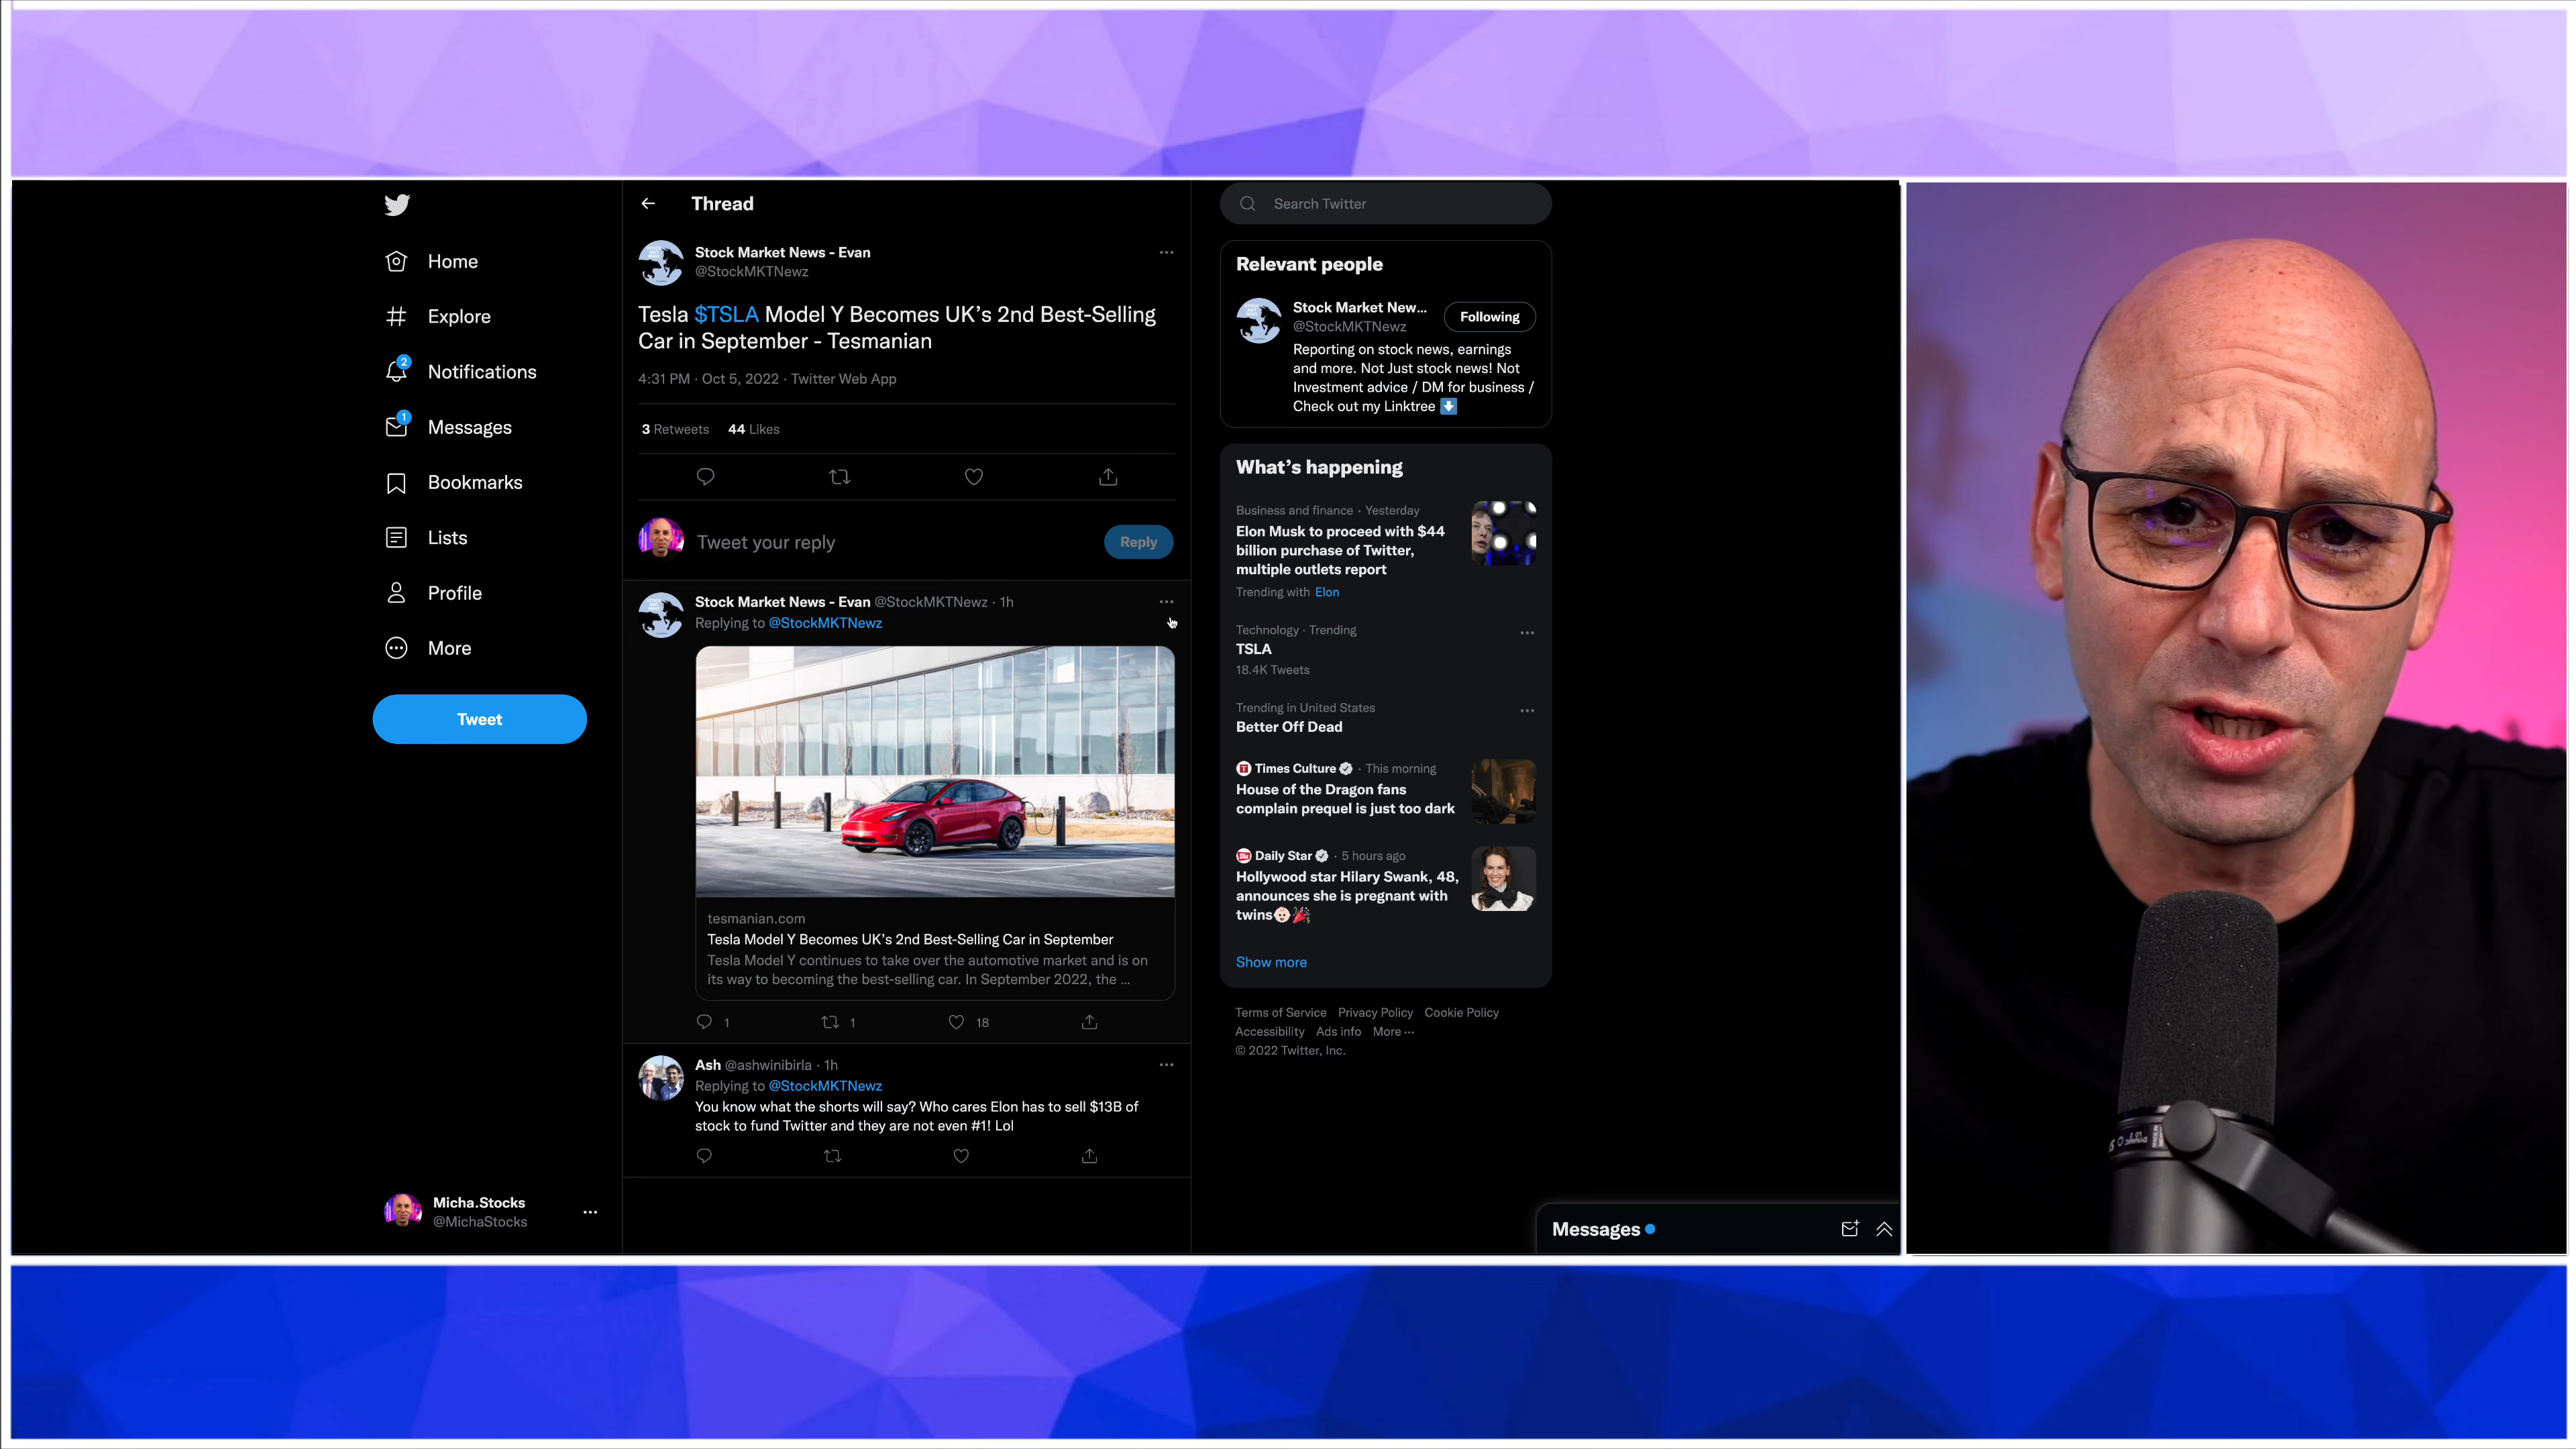 Home
Explore
2
Notifications
1
Messages
Bookmarks
Lists
Profile
More
Tweet
Micha.Stocks
@MichaStocks
Thread
Stock Market News - Evan
@StockMKTNewz
Tesla $TSLA Model Y Becomes UK’s 2nd Best-Selling
Car in September - Tesmanian
4:31 PM · Oct 5, 2022 · Twitter Web App
3 Retweets 44 Likes
Tweet your reply
Reply
Stock Market News - Evan @StockMKTNewz · 1h
Replying to @StockMKTNewz
tesmanian.com
Tesla Model Y Becomes UK’s 2nd Best-Selling Car in September
Tesla Model Y continues to take over the automotive market and is on
its way to becoming the best-selling car. In September 2022, the ...
1 1 18
Ash @ashwinibirla · 1h
Replying to @StockMKTNewz
You know what the shorts will say? Who cares Elon has to sell $13B of
stock to fund Twitter and they are not even #1! Lol
Search Twitter
Relevant people
Stock Market New...
@StockMKTNewz
Following
Reporting on stock news, earnings
and more. Not Just stock news! Not
Investment advice / DM for business /
Check out my Linktree ⬇️
What’s happening
Business and finance · Yesterday
Elon Musk to proceed with $44
billion purchase of Twitter,
multiple outlets report
Trending with Elon
Technology · Trending
TSLA
18.4K Tweets
Trending in United States
Better Off Dead
Times Culture · This morning
House of the Dragon fans
complain prequel is just too dark
Daily Star · 5 hours ago
Hollywood star Hilary Swank, 48,
announces she is pregnant with
twins👶🎉
Show more
Terms of Service Privacy Policy Cookie Policy
Accessibility Ads info More ···
© 2022 Twitter, Inc.
Messages